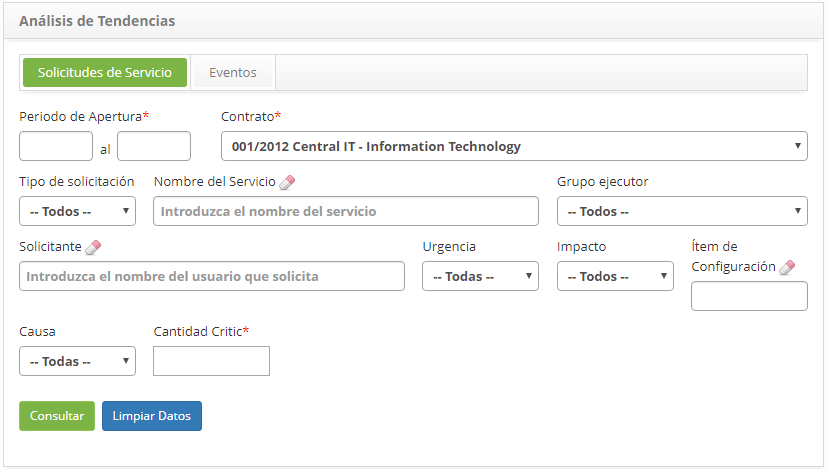 Análisis de Tendencias
Solicitudes de Servicio Eventos
Periodo de Apertura* Contrato*
al 001/2012 Central IT - Information Technology
Tipo de solicitación Nombre del Servicio Grupo ejecutor
-- Todos -- Introduzca el nombre del servicio -- Todos --
Solicitante Urgencia Impacto Ítem de
Configuración
Introduzca el nombre del usuario que solicita -- Todas -- -- Todos --
Causa Cantidad Critic*
-- Todas --
Consultar Limpiar Datos